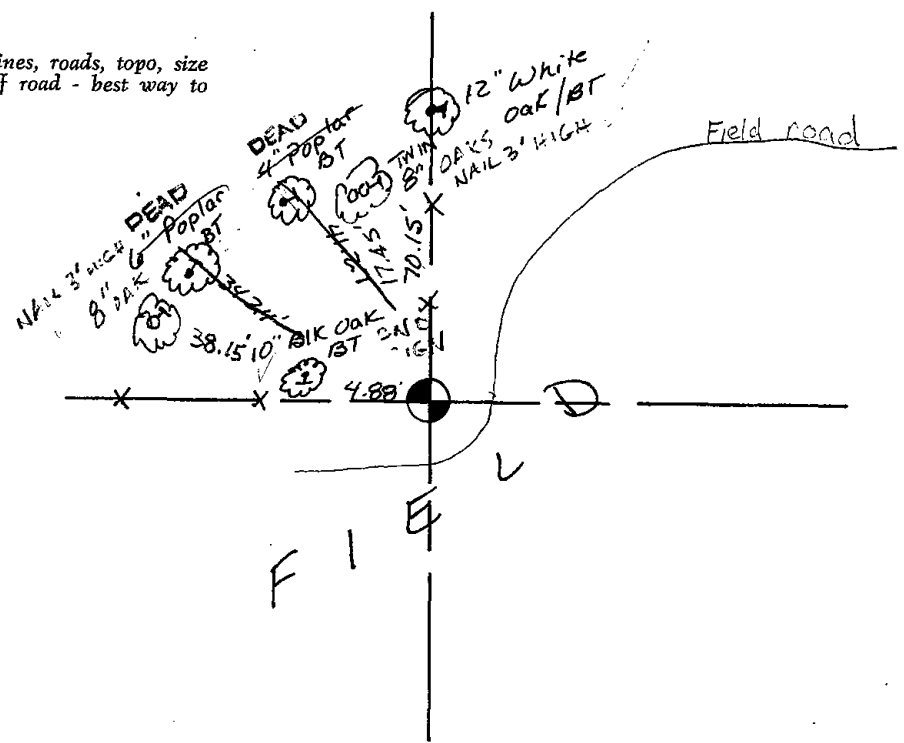 ines, roads, topo, size
f road - best way to
12" White
Oak/BT
TWIN
8" OAKS
NAIL 3' HIGH
Field road
DEAD
4" Poplar
BT
17.45'
70.15'
DEAD
6" Poplar
BT
NAIL 3' HIGH
8" OAK
38.15'
10" Blk Oak
BT
SIGN
4.88'
F I E L D